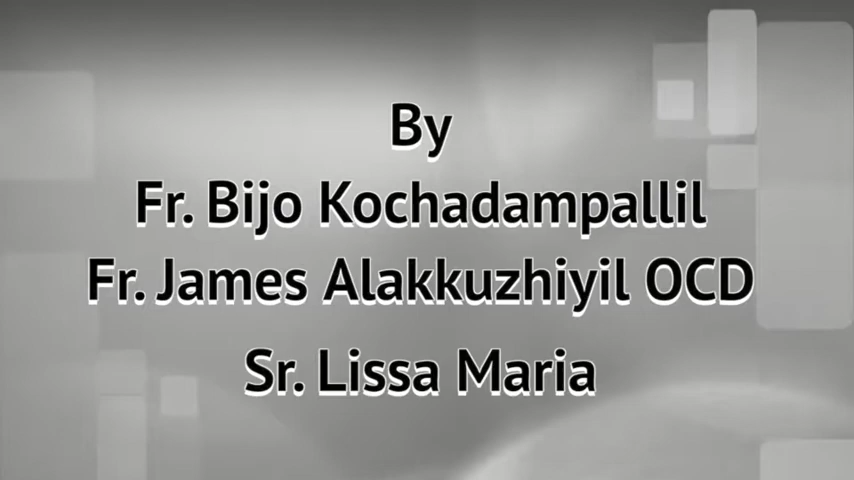 By
Fr. Bijo Kochadampallil
Fr. James Alakkuzhiyil OCD
Sr. Lissa Maria